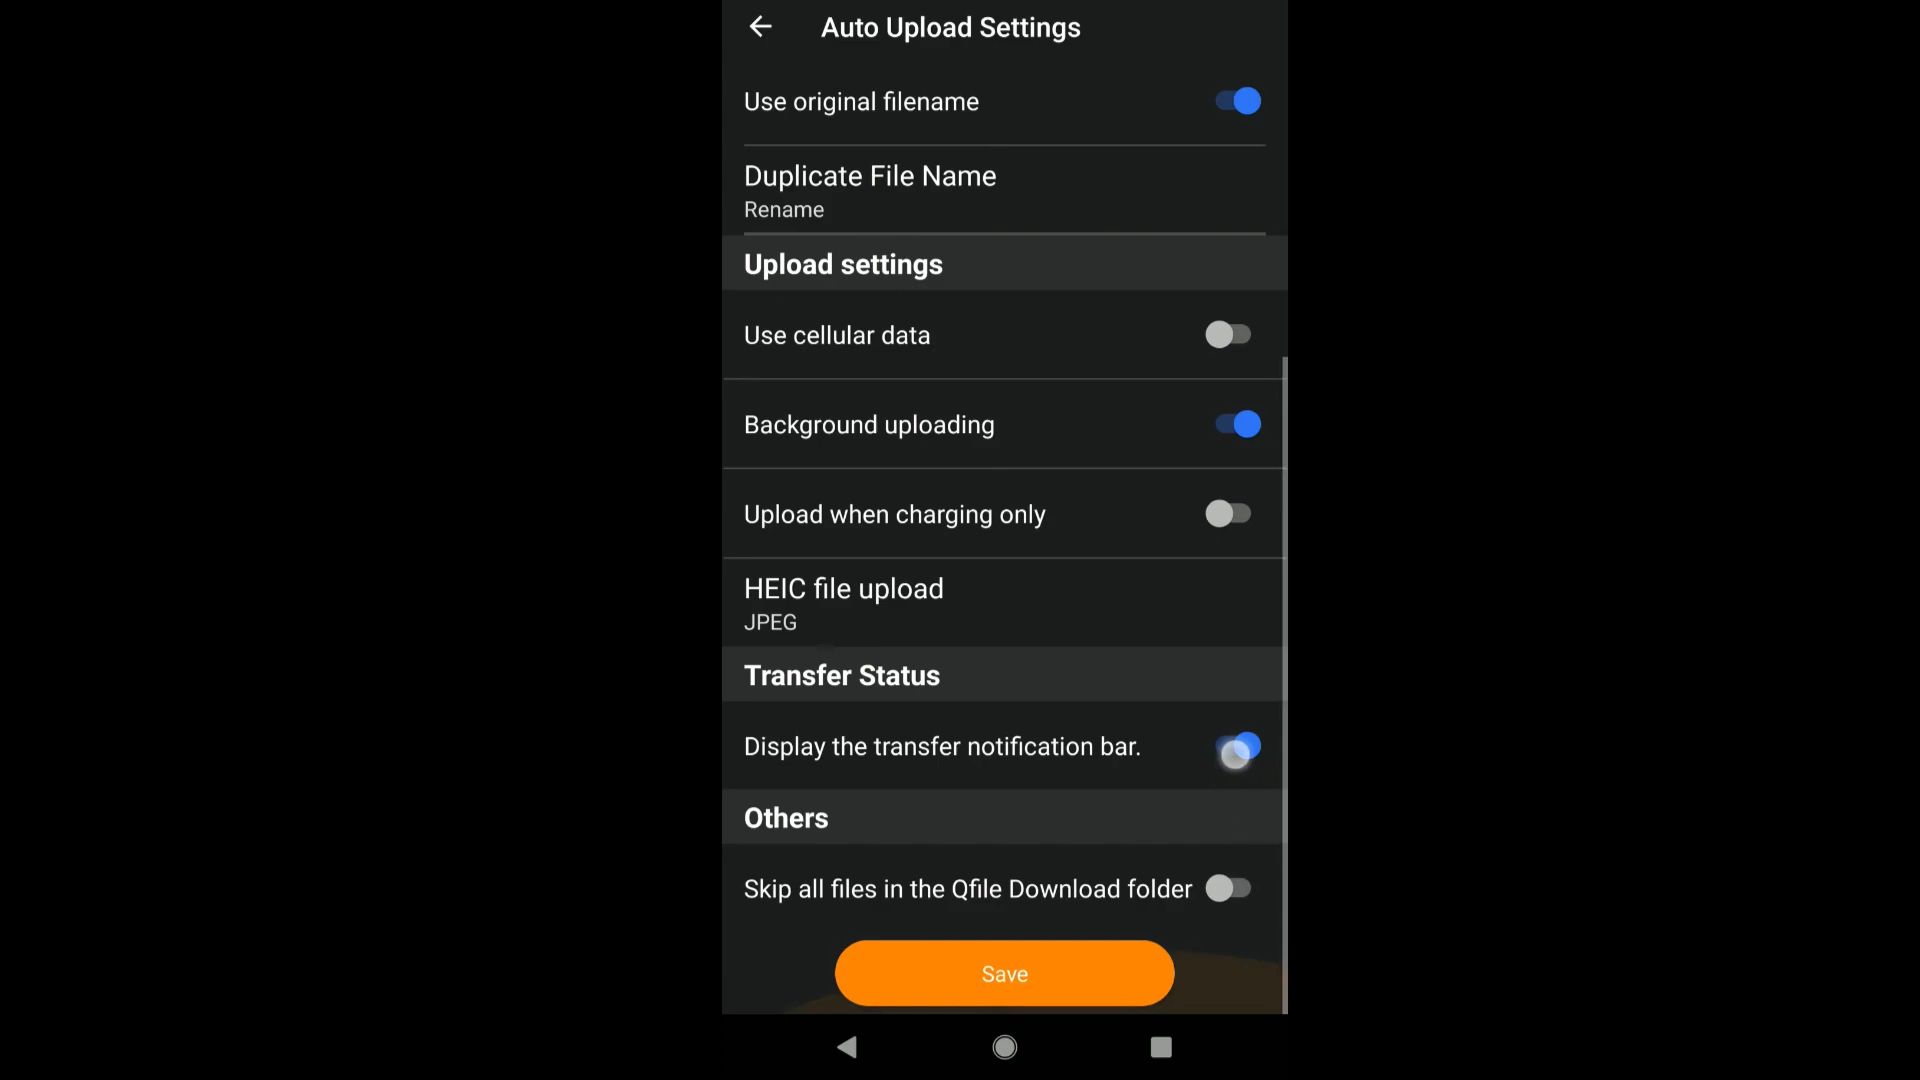 Auto Upload Settings
Use original filename
Duplicate File Name
Rename
Upload settings
Use cellular data
Background uploading
Upload when charging only
HEIC file upload
JPEG
Transfer Status
Display the transfer notification bar.
Others
Skip all files in the Qfile Download folder
Save